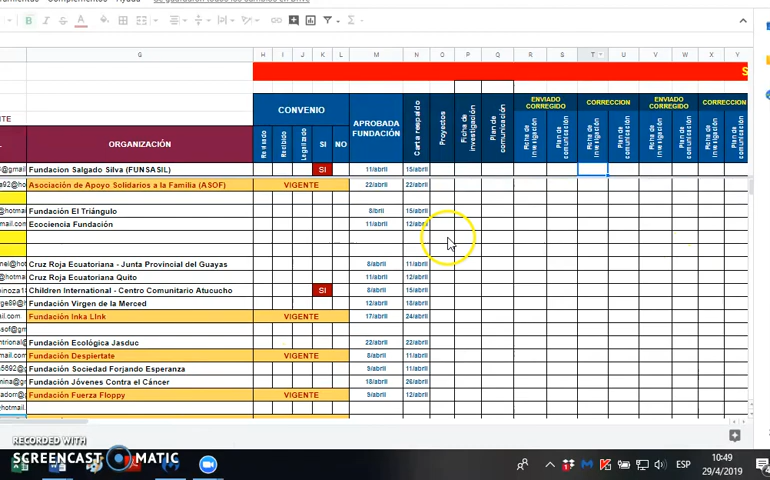 Complementos Ayuda
G H I J K L M N O P Q R S T U V W X Y
S
CONVENIO
ORGANIZACIÓN
Revisado Recibido Legalizado SI NO
APROBADA FUNDACIÓN
Carta respaldo
Proyectos
Ficha de investigación
Plan de comunicación
ENVIADO CORREGIDO
CORRECCION
ENVIADO CORREGIDO
CORRECCION
Ficha de investigación
Plan de comunicación
Ficha de investigación
Plan de comunicación
Ficha de investigación
Plan de comunicación
Ficha de investigación
Plan de
@gmail Fundacion Salgado Silva (FUNSASIL) SI 11/abril 15/abril
Asociación de Apoyo Solidarios a la Familia (ASOF) VIGENTE 22/abril 22/abril
@hotma Fundación El Triángulo 8/bril 15/abril
mail.com Ecociencia Fundación 11/abril 12/abril
Cruz Roja Ecuatoriana - Junta Provincial del Guayas 8/abril 15/abril
Cruz Roja Ecuatoriana Quito 11/abril 12/abril
Children International - Centro Comunitario Atucucho SI 8/abril 15/abril
Fundación Virgen de la Merced 12/abril 18/abril
Fundación Inka LInk VIGENTE 17/abril 24/abril
Fundación Ecológica Jasduc 22/abril 22/abril
Fundación Despiertate VIGENTE 8/abril 11/abril
Fundación Sociedad Forjando Esperanza 9/abril 11/abril
Fundación Jóvenes Contra el Cáncer 18/abril 26/abril
Fundación Fuerza Floppy VIGENTE 9/abril 12/abril
RECORDED WITH
SCREENCAST MATIC
ESP
10:49
29/4/2019